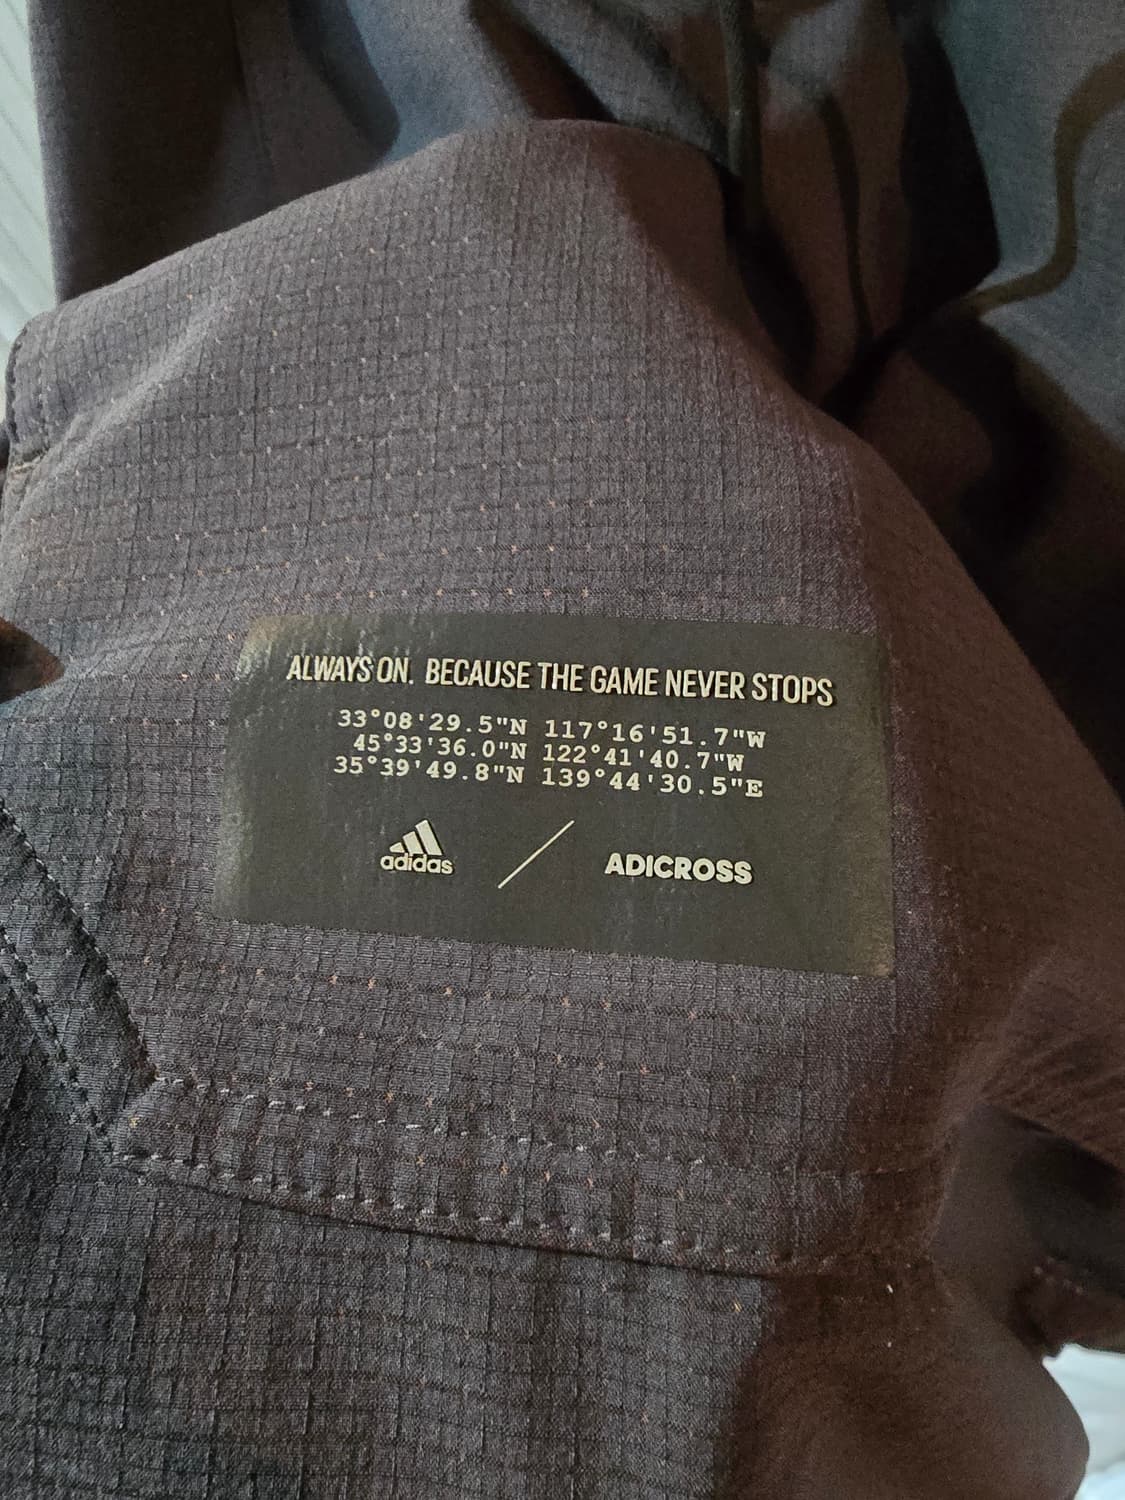 ALWAYS ON. BECAUSE THE GAME NEVER STOPS
33°08'29.5"N 117°16'51.7"W
45°33'36.0"N 122°41'40.7"W
35°39'49.8"N 139°44'30.5"E
adidas / ADICROSS